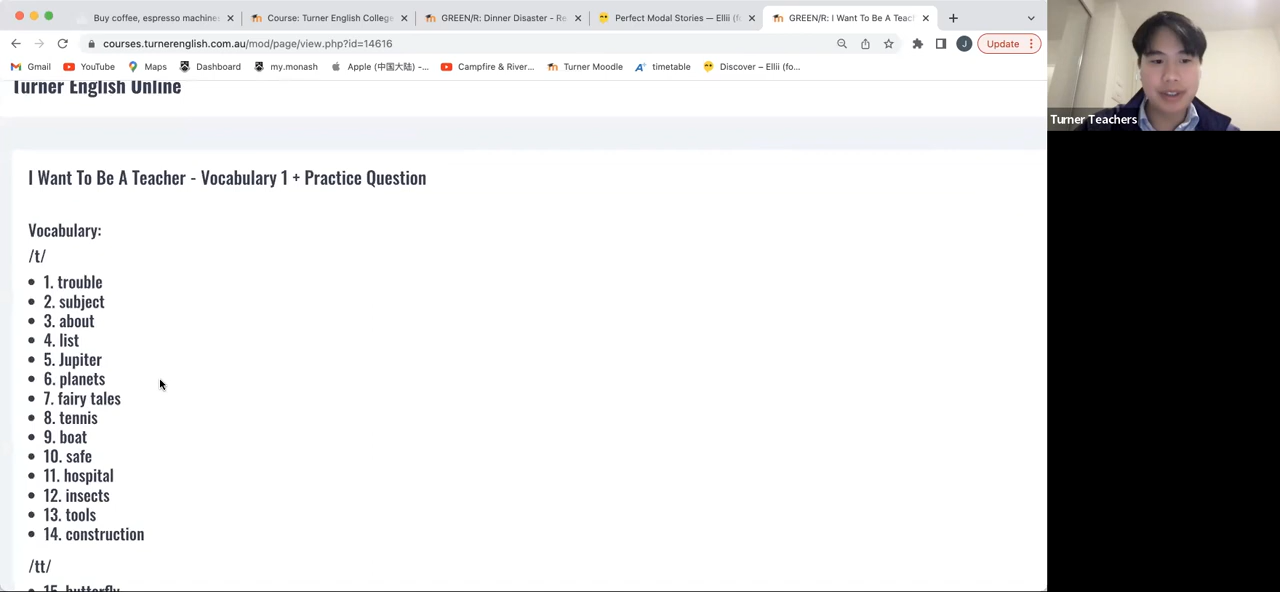 Buy coffee, espresso machine
Course: Turner English College
GREEN/R: Dinner Disaster - Re
Perfect Modal Stories — Ellii (f
GREEN/R: I Want To Be A Teac
courses.turnerenglish.com.au/mod/page/view.php?id=14616
J
Update
Gmail
YouTube
Maps
Dashboard
my.monash
Apple (中国大陆) -...
Campfire & River...
Turner Moodle
timetable
Discover – Ellii (fo...
Turner English Online
I Want To Be A Teacher - Vocabulary 1 + Practice Question
Vocabulary:
/t/
1. trouble
2. subject
3. about
4. list
5. Jupiter
6. planets
7. fairy tales
8. tennis
9. boat
10. safe
11. hospital
12. insects
13. tools
14. construction
/tt/
15. butterfly
Turner Teachers